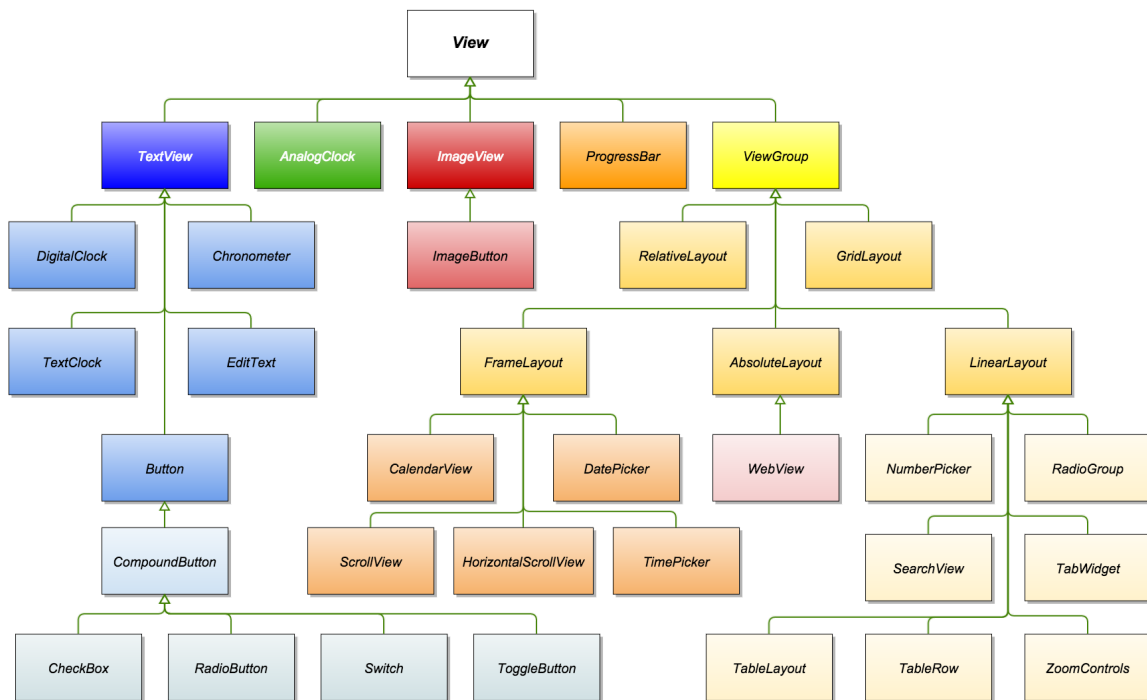 View
TextView
AnalogClock
ImageView
ProgressBar
ViewGroup
DigitalClock
Chronometer
ImageButton
RelativeLayout
GridLayout
TextClock
EditText
FrameLayout
AbsoluteLayout
LinearLayout
Button
CalendarView
DatePicker
WebView
NumberPicker
RadioGroup
CompoundButton
ScrollView
HorizontalScrollView
TimePicker
SearchView
TabWidget
CheckBox
RadioButton
Switch
ToggleButton
TableLayout
TableRow
ZoomControls